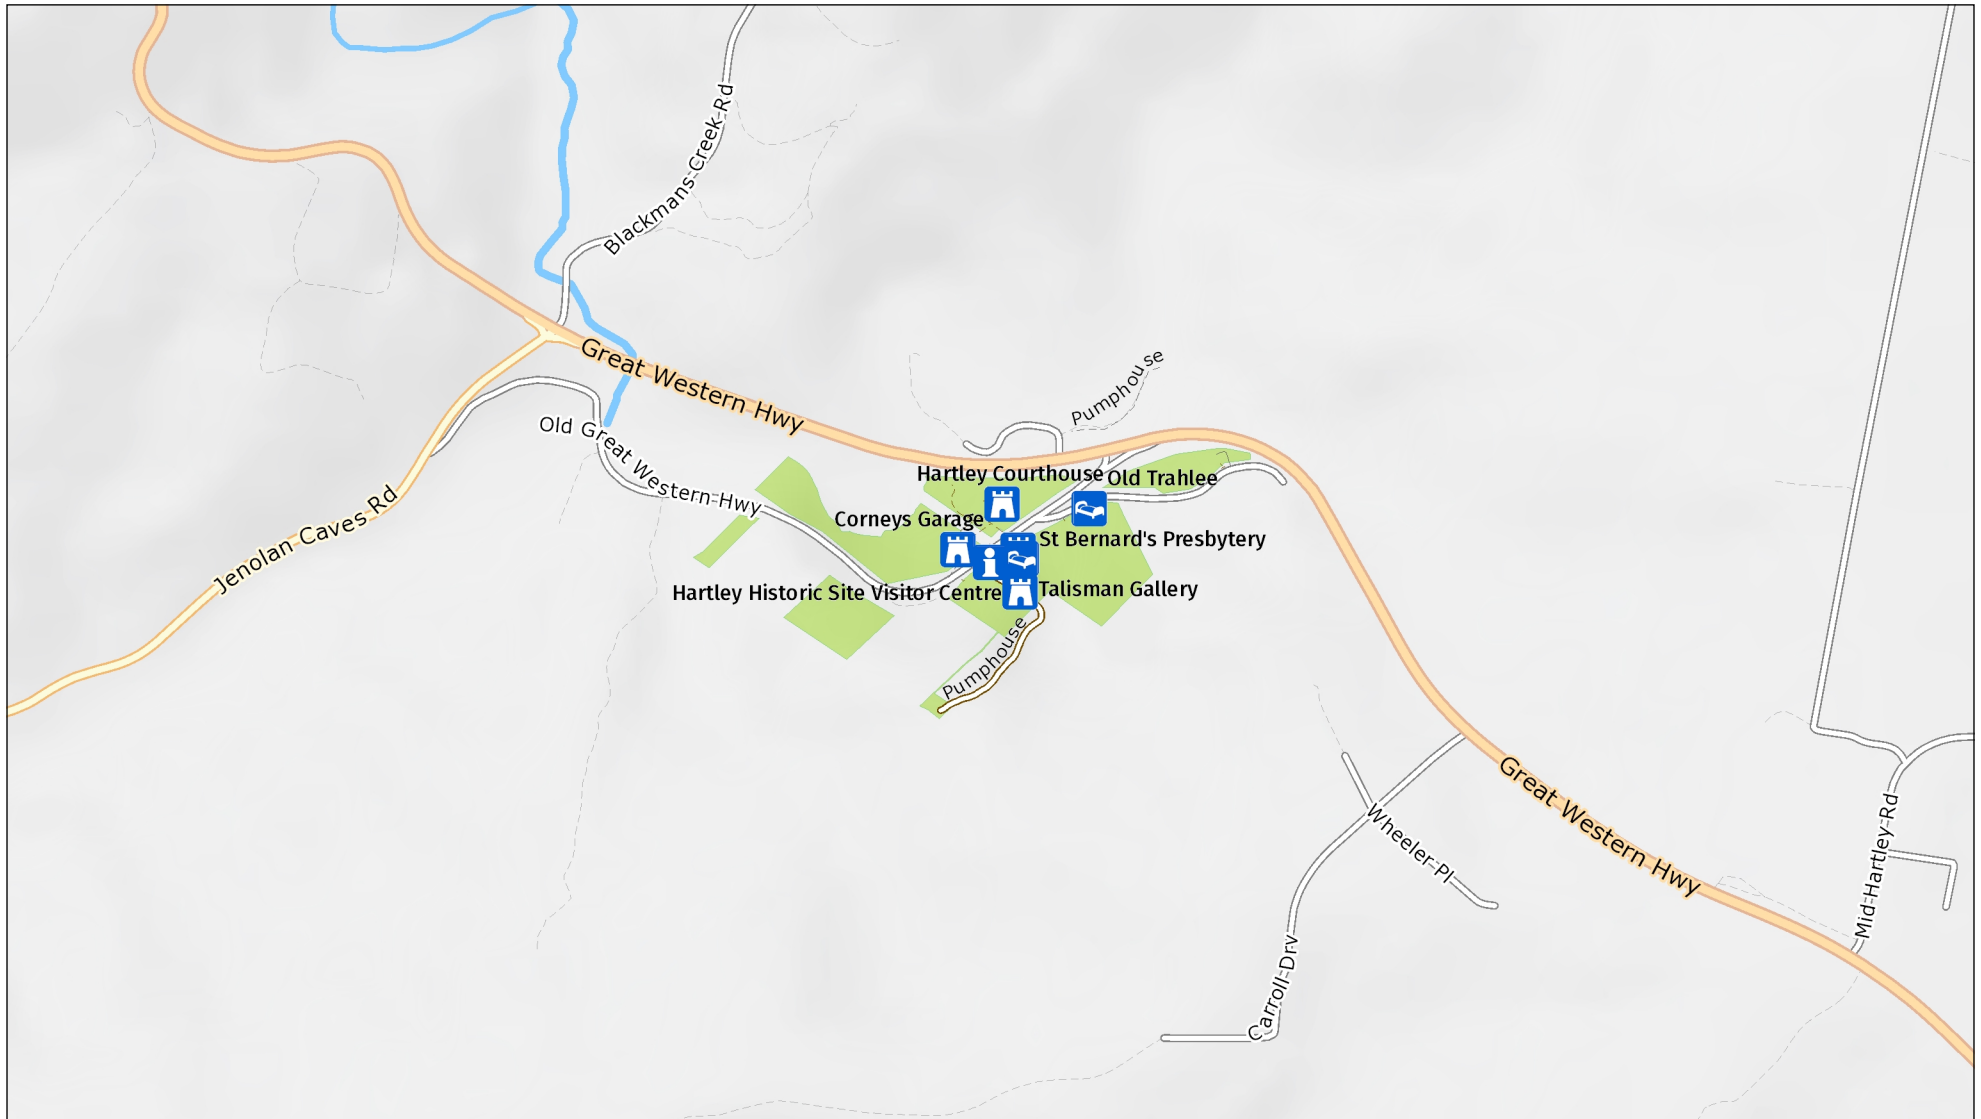 Blackmans Creek Rd
Great Western Hwy
Pumphouse
Old Great Western Hwy
Hartley Courthouse
Old Trahlee
Jenolan Caves Rd
Corneys Garage
St Bernard's Presbytery
Hartley Historic Site Visitor Centre
Talisman Gallery
Pumphouse
Great Western Hwy
Wheeler Pl
Mid Hartley Rd
Carroll Drv